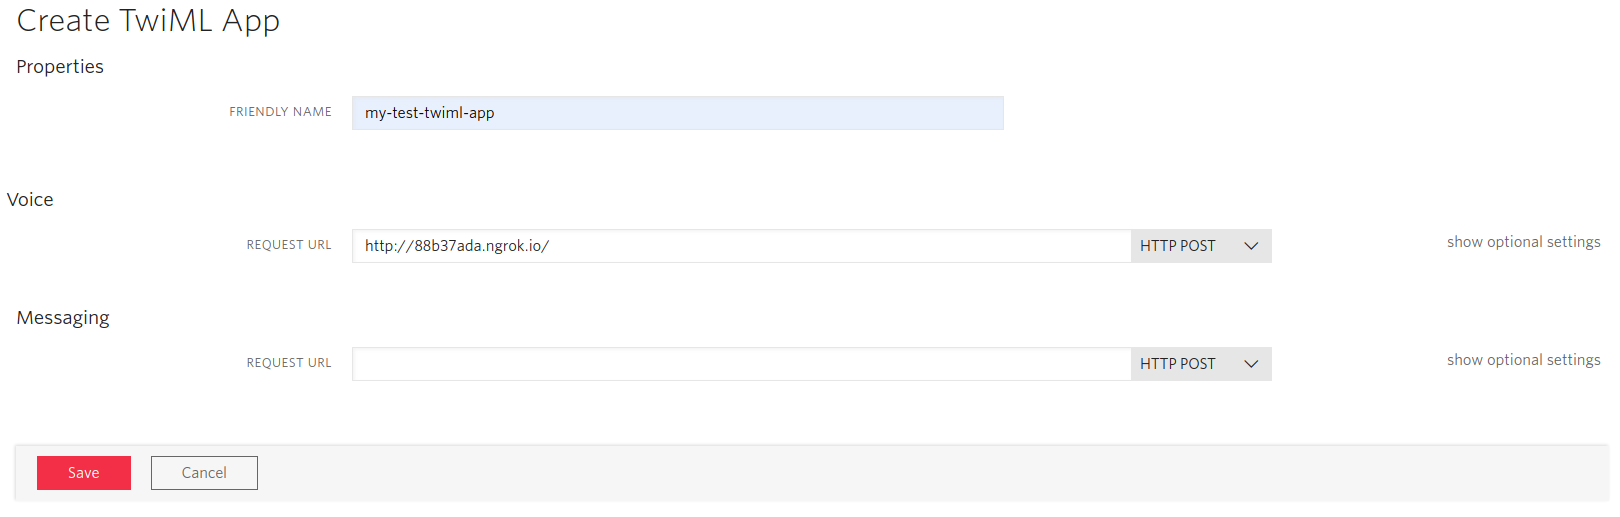 Create TwiML App
Properties
FRIENDLY NAME my-test-twiml-app
Voice
REQUEST URL http://88b37ada.ngrok.io/ HTTP POST show optional settings
Messaging
REQUEST URL HTTP POST show optional settings
Save Cancel